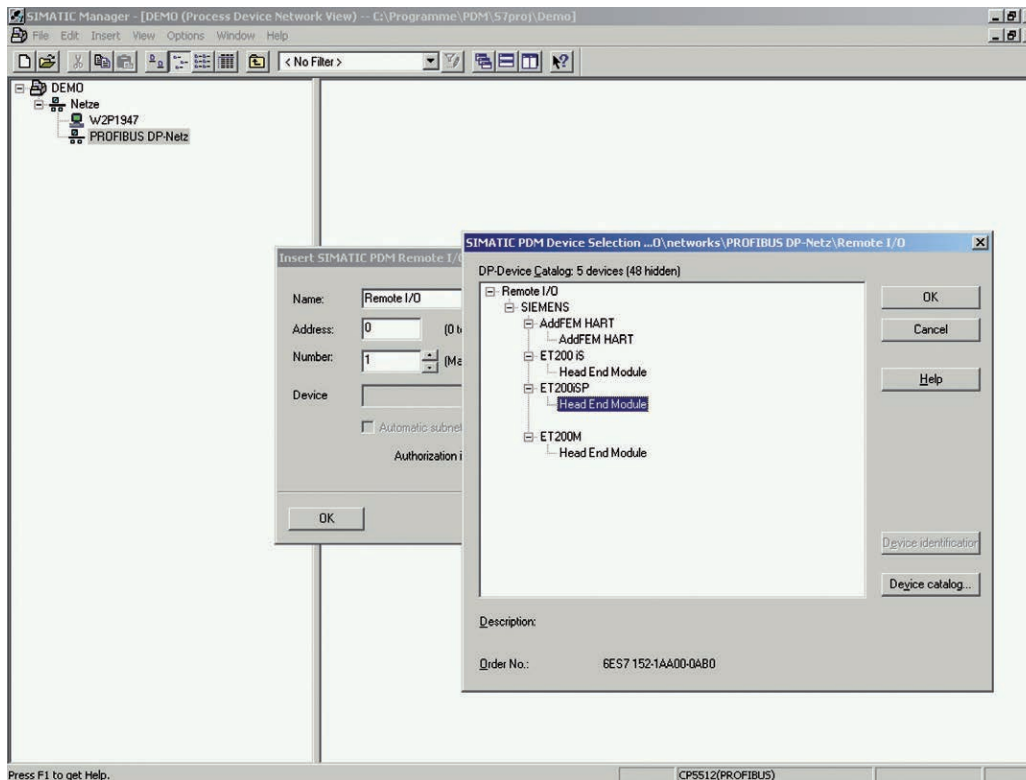 SIMATIC Manager - [DEMO (Process Device Network View) -- C:\Programme\PDM\S7proj\Demo]
File Edit Insert View Options Window Help
< No Filter >
DEMO
Netze
W2P1947
PROFIBUS DP-Netz
Insert SIMATIC PDM Remote I/
Name: Remote I/O
Address: 0 (0 t
Number: 1 (Ma
Device
Automatic subnet
Authorization i
OK
SIMATIC PDM Device Selection ...O\networks\PROFIBUS DP-Netz\Remote I/O
DP-Device Catalog: 5 devices (48 hidden)
Remote I/O
SIEMENS
AddFEM HART
AddFEM HART
ET200 iS
Head End Module
ET200iSP
Head End Module
ET200M
Head End Module
OK
Cancel
Help
Device identification
Device catalog...
Description:
Order No.: 6ES7 152-1AA00-0AB0
Press F1 to get Help.
CP5512(PROFIBUS)